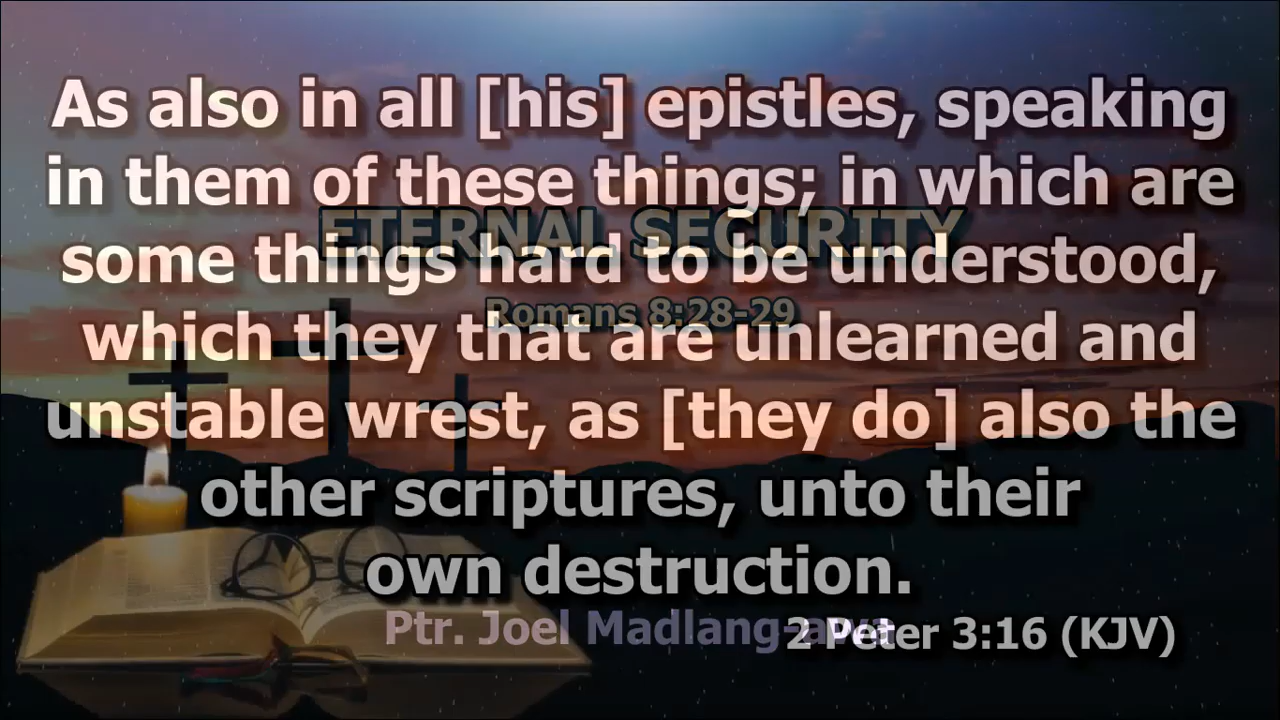 As also in all [his] epistles, speaking
in them of these things; in which are
ETERNAL SECURITY
some things hard to be understood,
Romans 8:28-29
which they that are unlearned and
unstable wrest, as [they do] also the
other scriptures, unto their
own destruction.
Ptr. Joel Madlang-awa
2 Peter 3:16 (KJV)